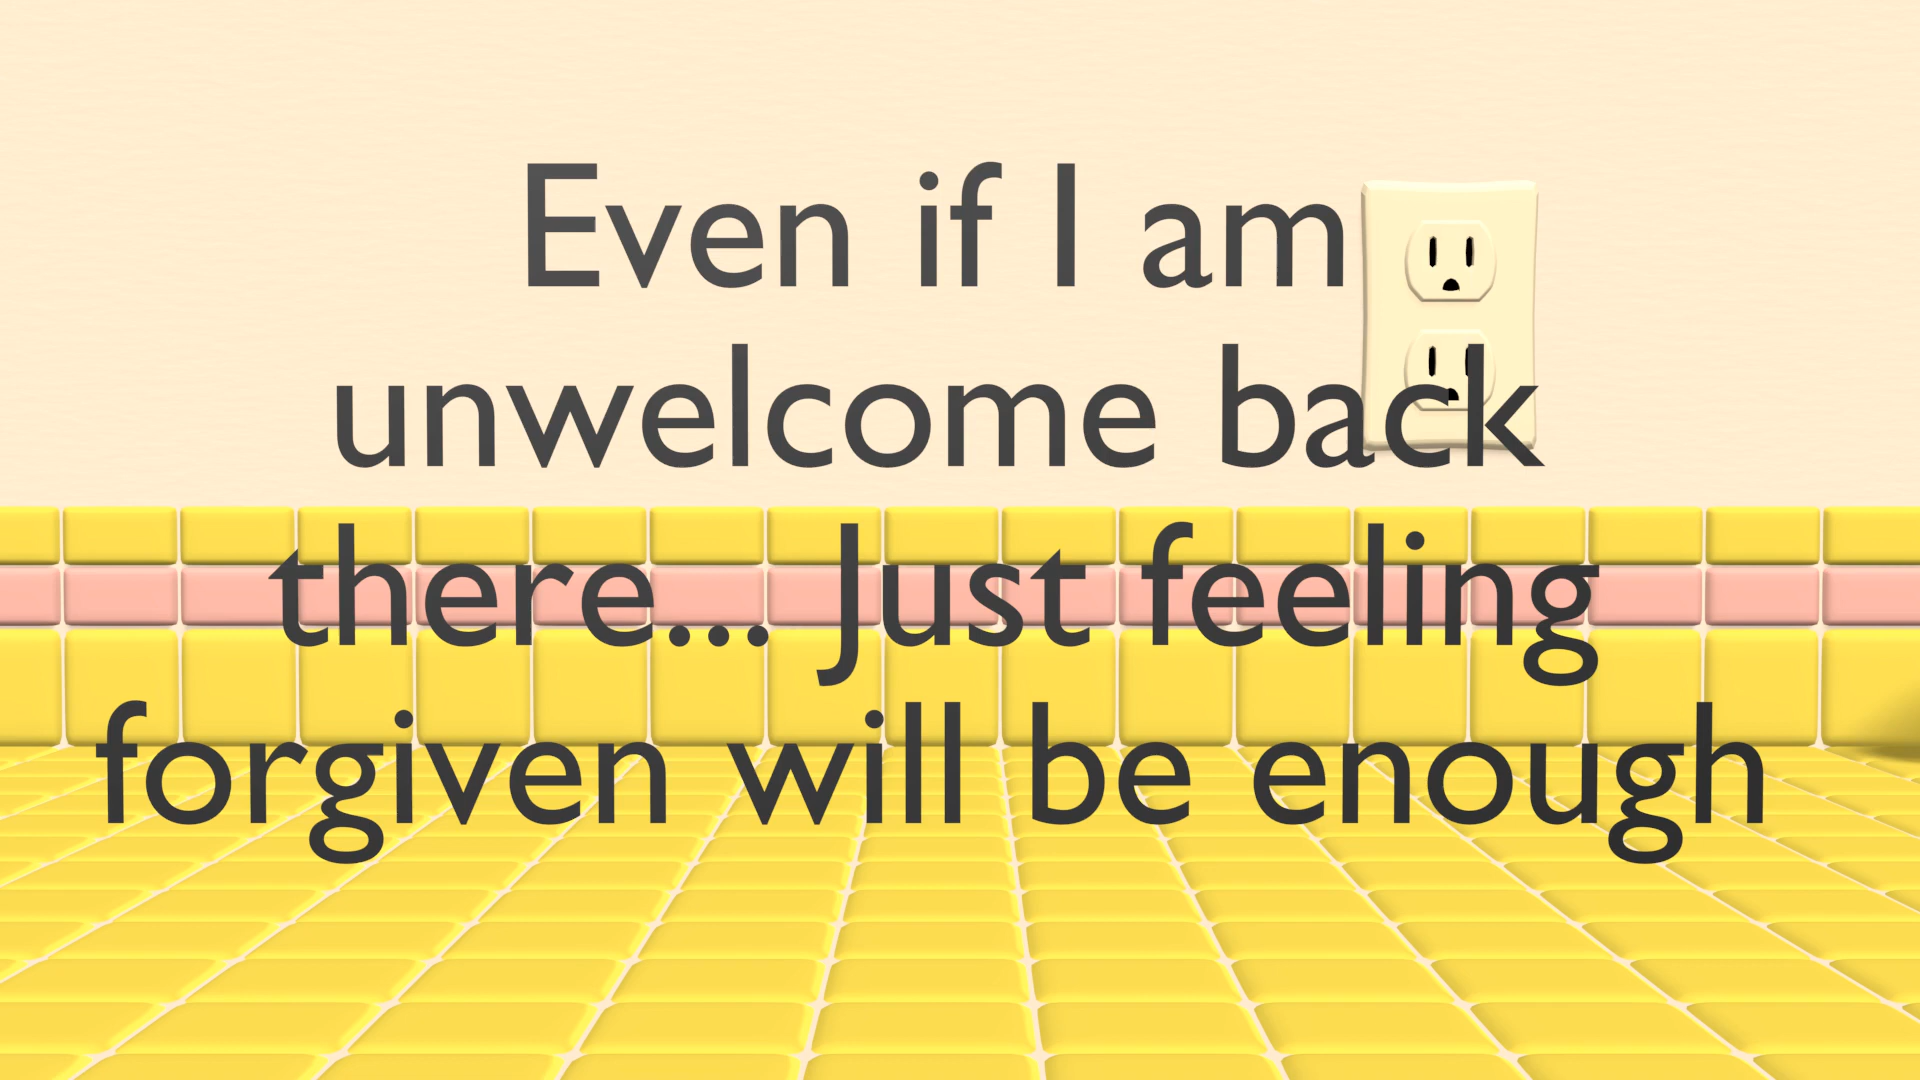 Even if I am
unwelcome back
there... Just feeling
forgiven will be enough